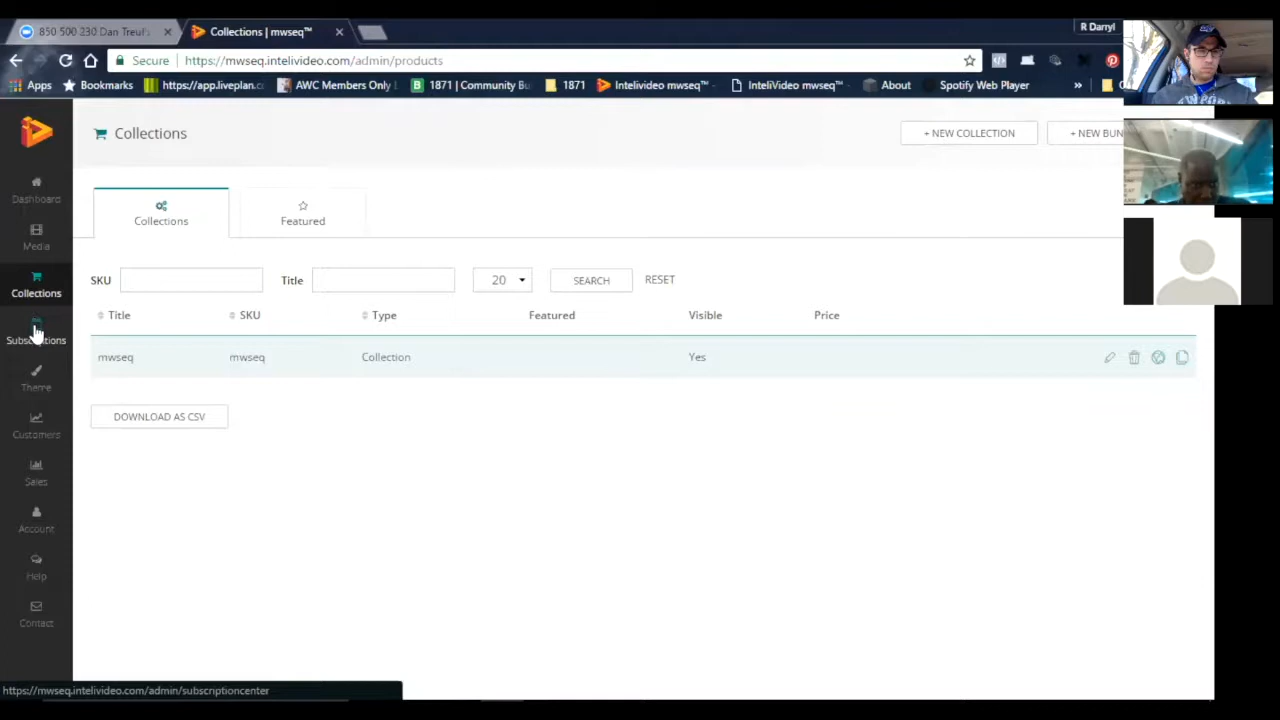 850 500 230 Dan Treul's
Collections | mwseq™
R Darryl
Secure https://mwseq.intelivideo.com/admin/products
Apps Bookmarks https://app.liveplan.co AWC Members Only 1871 | Community Bu 1871 Intelivideo mwseq™ InteliVideo mwseq™ About Spotify Web Player »
Collections
+ NEW COLLECTION
+ NEW BUN
Dashboard
Media
Collections
Subscriptions
Theme
Customers
Sales
Account
Help
Contact
Collections
Featured
SKU Title 20 SEARCH RESET
Title SKU Type Featured Visible Price
mwseq mwseq Collection Yes
DOWNLOAD AS CSV
https://mwseq.intelivideo.com/admin/subscriptioncenter